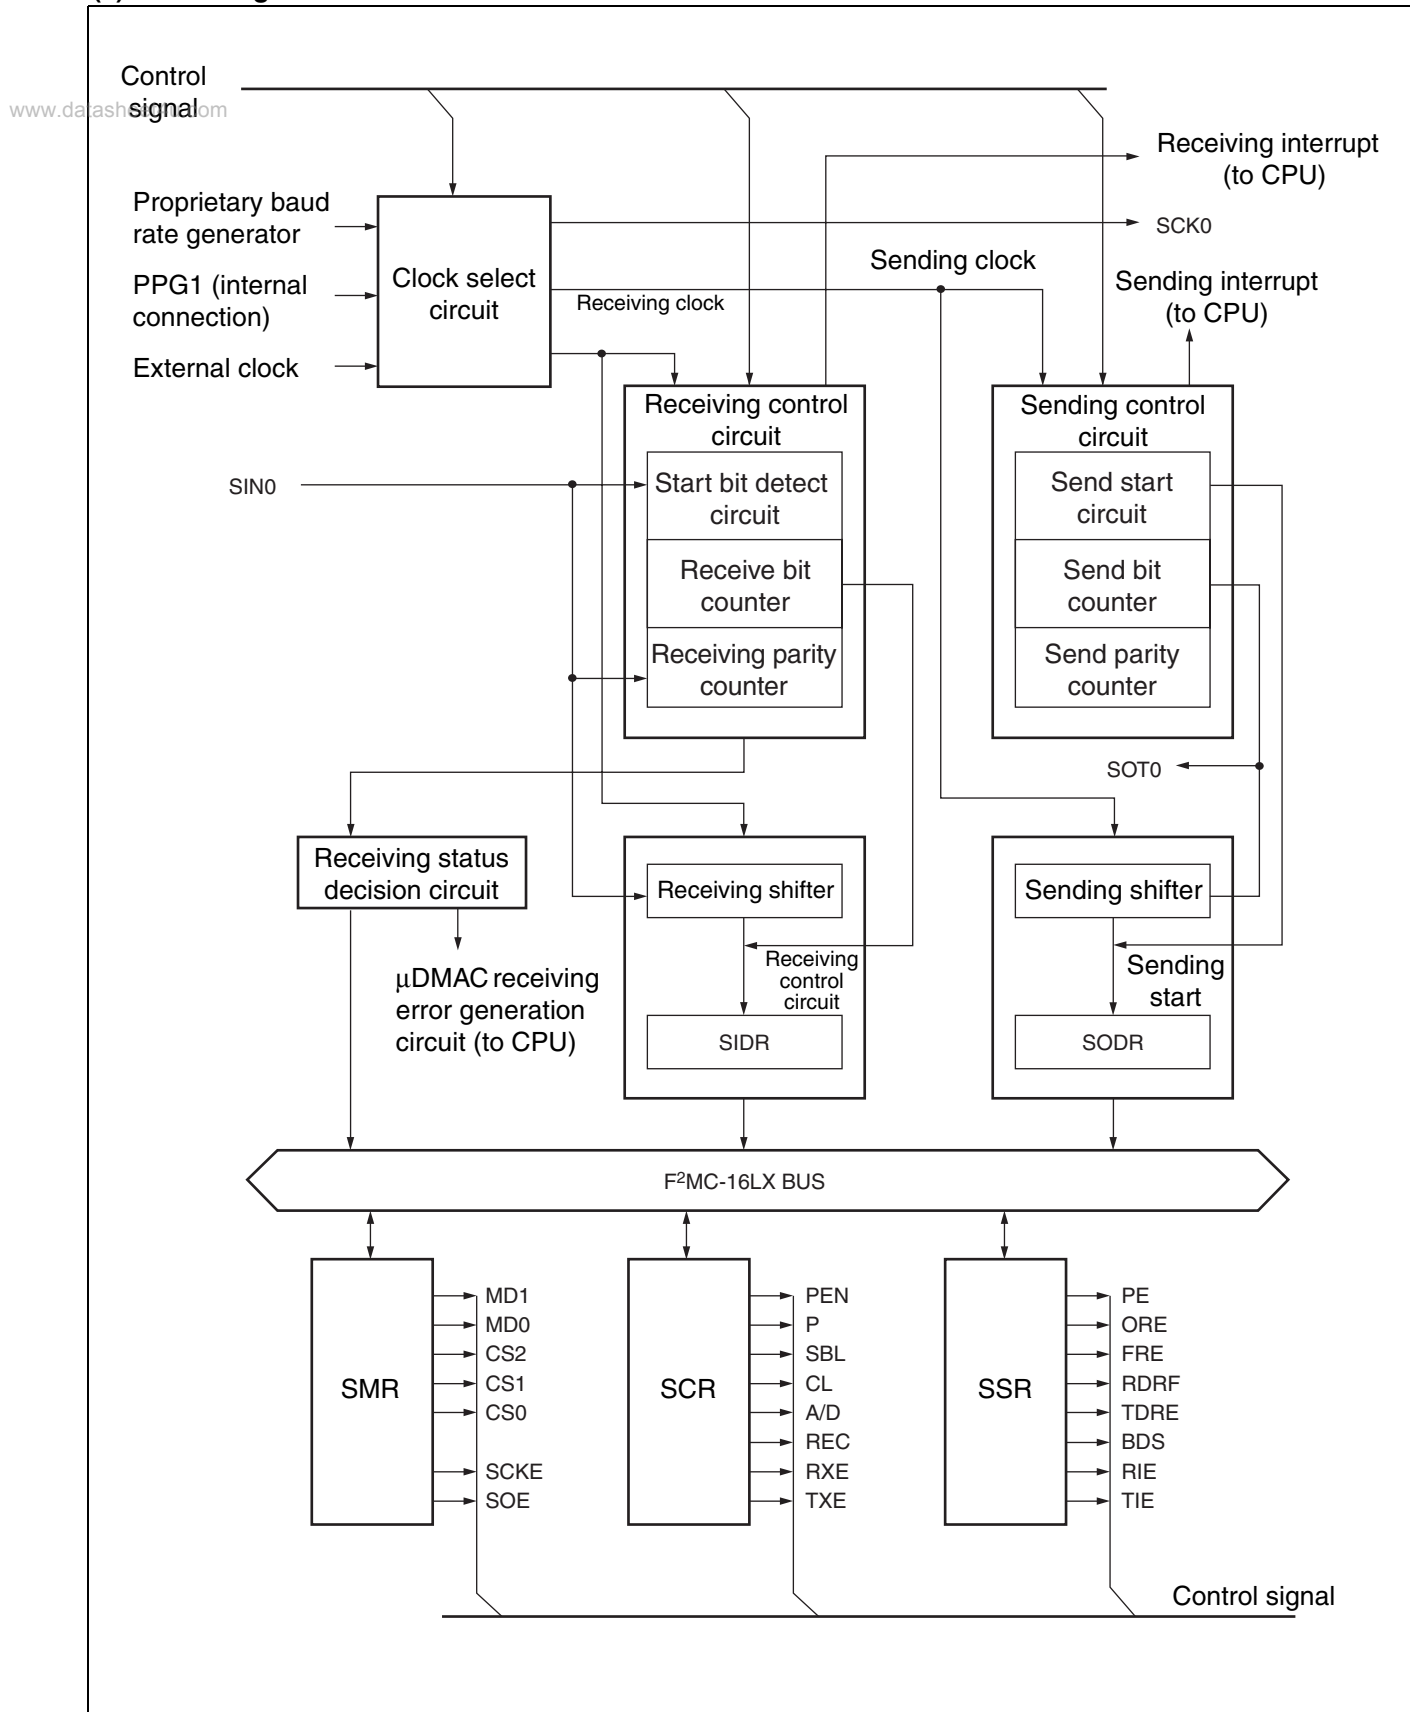 Control
signal
www.datasheet4u.com
Receiving interrupt
(to CPU)
Proprietary baud
rate generator
SCK0
Clock select
circuit
Sending clock
PPG1 (internal
connection)
Receiving clock
Sending interrupt
(to CPU)
External clock
Receiving control
circuit
Sending control
circuit
SIN0
Start bit detect
circuit
Send start
circuit
Receive bit
counter
Send bit
counter
Receiving parity
counter
Send parity
counter
SOT0
Receiving status
decision circuit
Receiving shifter
Sending shifter
µDMAC receiving
error generation
circuit (to CPU)
Receiving
control
circuit
Sending
start
SIDR
SODR
F²MC-16LX BUS
SMR
MD1
MD0
CS2
CS1
CS0
SCKE
SOE
SCR
PEN
P
SBL
CL
A/D
REC
RXE
TXE
SSR
PE
ORE
FRE
RDRF
TDRE
BDS
RIE
TIE
Control signal